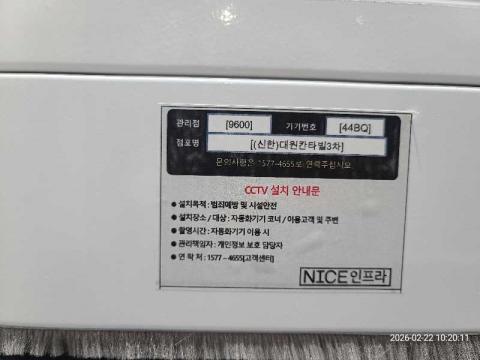 관리점 [9600] 기기번호 [44BQ]
점포명 [(신한)대원칸타빌3차]
문의사항은 1577-4655로 연락주십시오
CCTV 설치 안내문
● 설치목적 : 범죄예방 및 시설안전
● 설치장소 / 대상 : 자동화기기 코너 / 이용고객 및 주변
● 촬영시간 : 자동화기기 이용 시
● 관리책임자 : 개인정보 보호 담당자
● 연 락 처 : 1577 - 4655[고객센터]
NICE인프라
2026-02-22 10:20:11